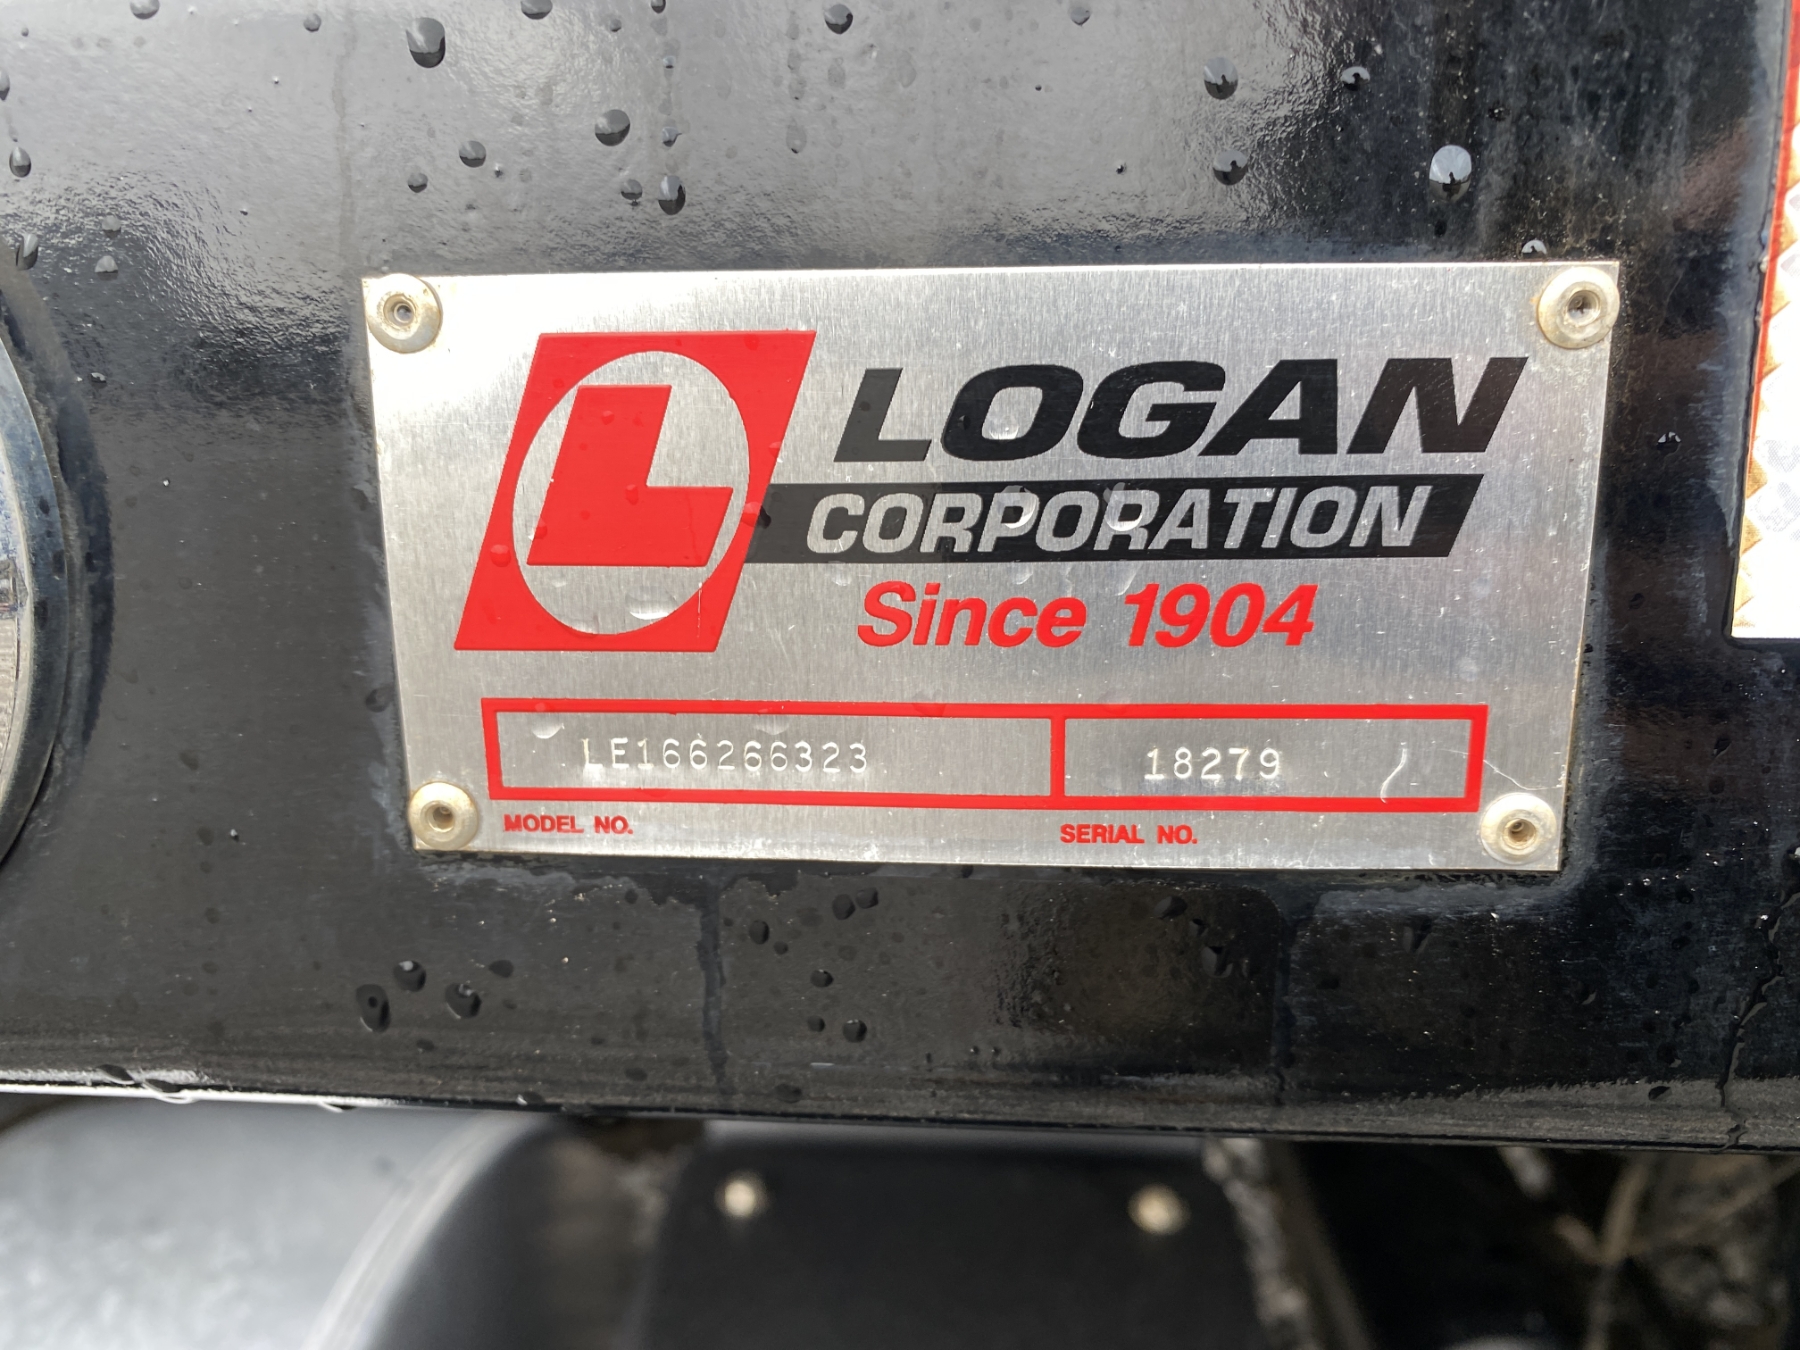 L
LOGAN
CORPORATION
Since 1904
LE166266323 18279
MODEL NO. SERIAL NO.